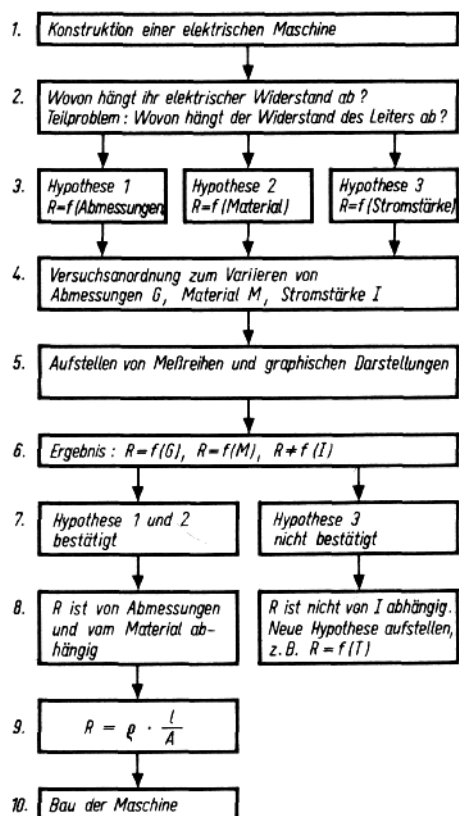 1. Konstruktion einer elektrischen Maschine
2. Wovon hängt ihr elektrischer Widerstand ab?
Teilproblem: Wovon hängt der Widerstand des Leiters ab?
3. Hypothese 1
R=f(Abmessungen)
Hypothese 2
R=f(Material)
Hypothese 3
R=f(Stromstärke)
4. Versuchsanordnung zum Variieren von
Abmessungen G, Material M, Stromstärke I
5. Aufstellen von Meßreihen und graphischen Darstellungen
6. Ergebnis: R=f(G), R=f(M), R≠f(I)
7. Hypothese 1 und 2
bestätigt
Hypothese 3
nicht bestätigt
8. R ist von Abmessungen
und vom Material ab-
hängig
R ist nicht von I abhängig.
Neue Hypothese aufstellen,
z.B. R=f(T)
9. R = ϱ · l/A
10. Bau der Maschine